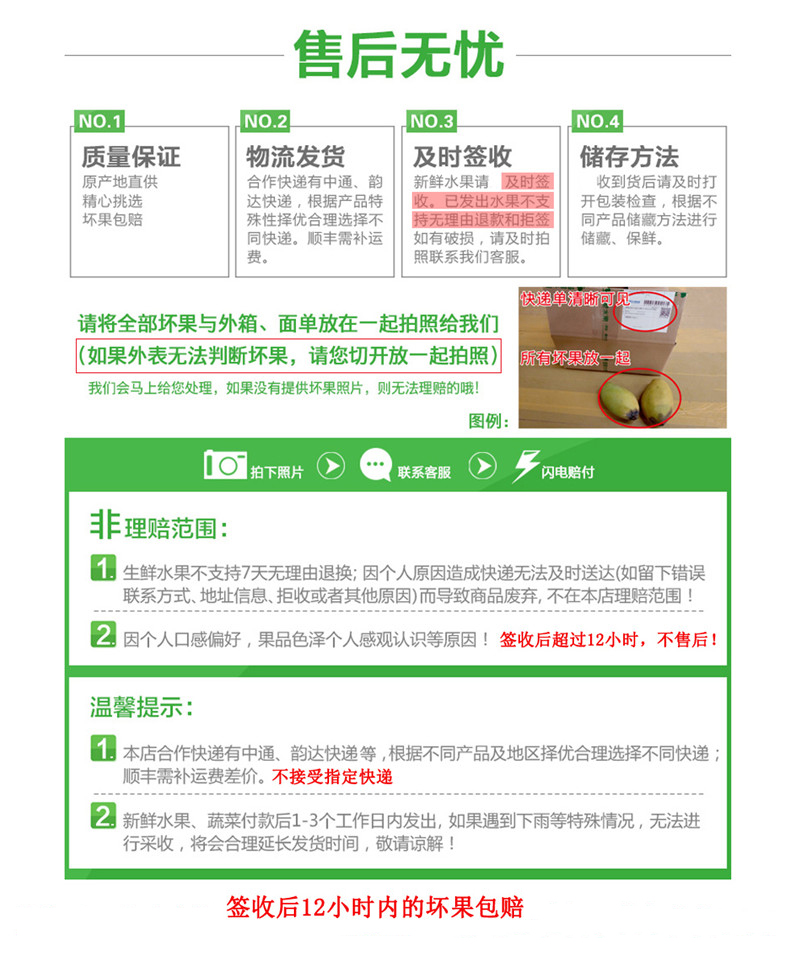 售后无忧
NO.1
质量保证
原产地直供
精心挑选
坏果包赔
NO.2
物流发货
合作快递有中通、韵
达快递，根据产品特
殊性择优合理选择不
同快递。顺丰需补运
费。
NO.3
及时签收
新鲜水果请 及时签
收。已发出水果不支
持无理由退款和拒签
如有破损，请及时拍
照联系我们客服。
NO.4
储存方法
收到货后请及时打
开包装检查，根据不
同产品储藏方法进行
储藏、保鲜。
请将全部坏果与外箱、面单放在一起拍照给我们
（如果外表无法判断坏果，请您切开放一起拍照）
我们会马上给您处理，如果没有提供坏果照片，则无法理赔的哦！
图例：
快递单清晰可见
所有坏果放一起
拍下照片
联系客服
闪电赔付
非理赔范围：
1. 生鲜水果不支持7天无理由退换；因个人原因造成快递无法及时送达(如留下错误
联系方式、地址信息、拒收或者其他原因)而导致商品废弃, 不在本店理赔范围！
2. 因个人口感偏好，果品色泽个人感观认识等原因！ 签收后超过12小时，不售后！
温馨提示：
1. 本店合作快递有中通、韵达快递等，根据不同产品及地区择优合理选择不同快递；
顺丰需补运费差价。不接受指定快递
2. 新鲜水果、蔬菜付款后1-3个工作日内发出, 如果遇到下雨等特殊情况，无法进
行采收，将会合理延长发货时间，敬请谅解！
签收后12小时内的坏果包赔